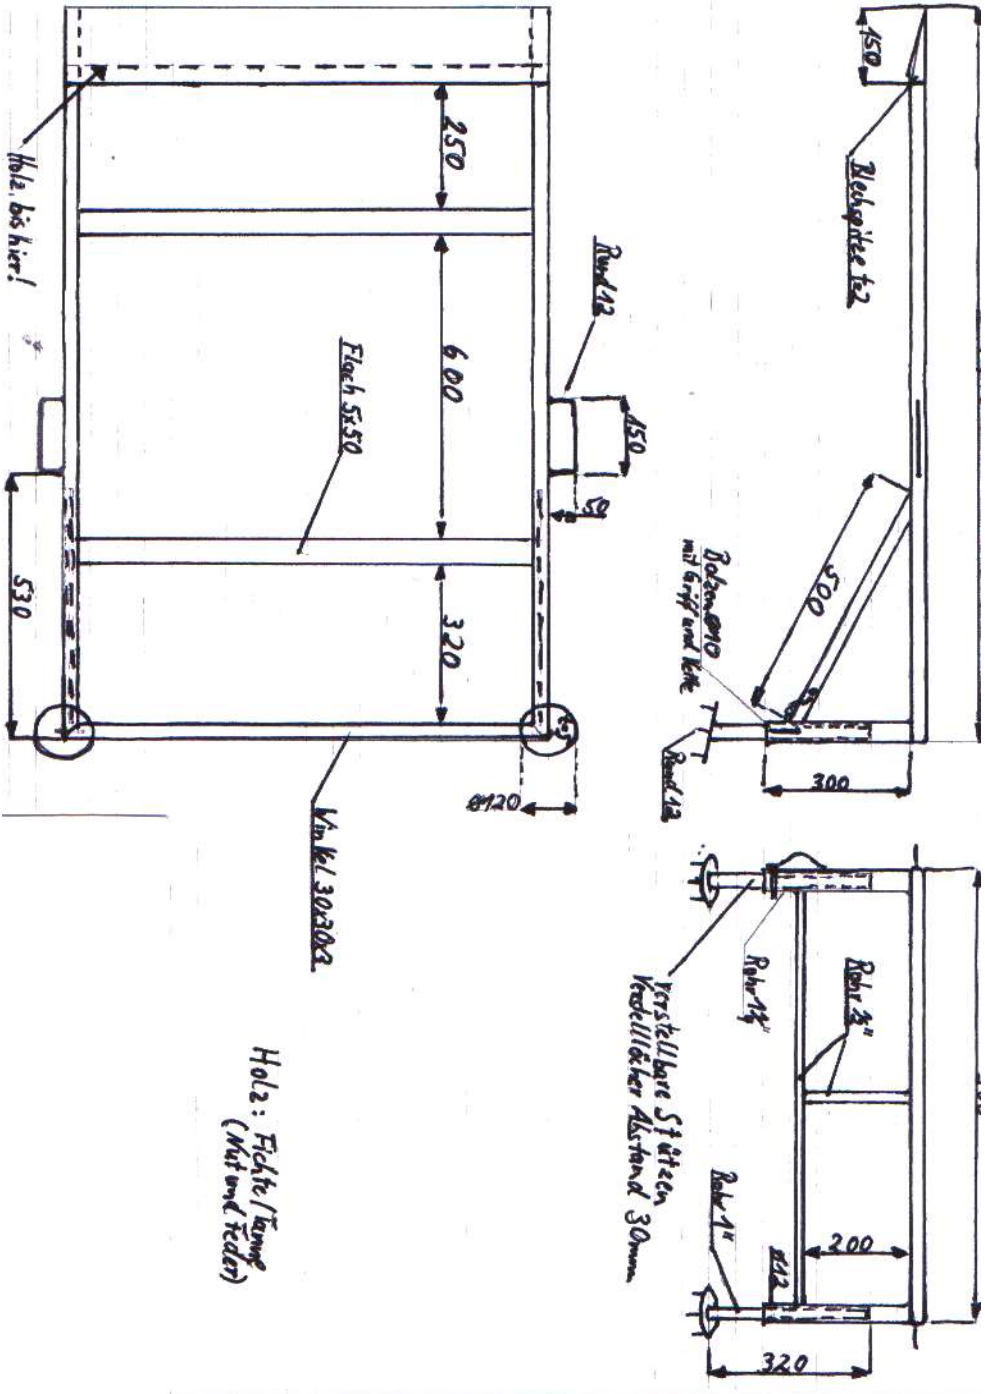 150
Blechspitze t=2
500
Bolzen ø10
mit Griff und Kette
Rund 12
300
verstellbare Stützen
Verstelllöcher Abstand 30mm
Rohr 1¼"
Rohr ½"
Rohr 1"
ø12
200
320
Holz bis hier!
250
600
320
Rund 12
150
50
Flach 5x50
530
ø120
Winkel 30x30x3
Holz: Fichte/Tanne
(Nut und Feder)